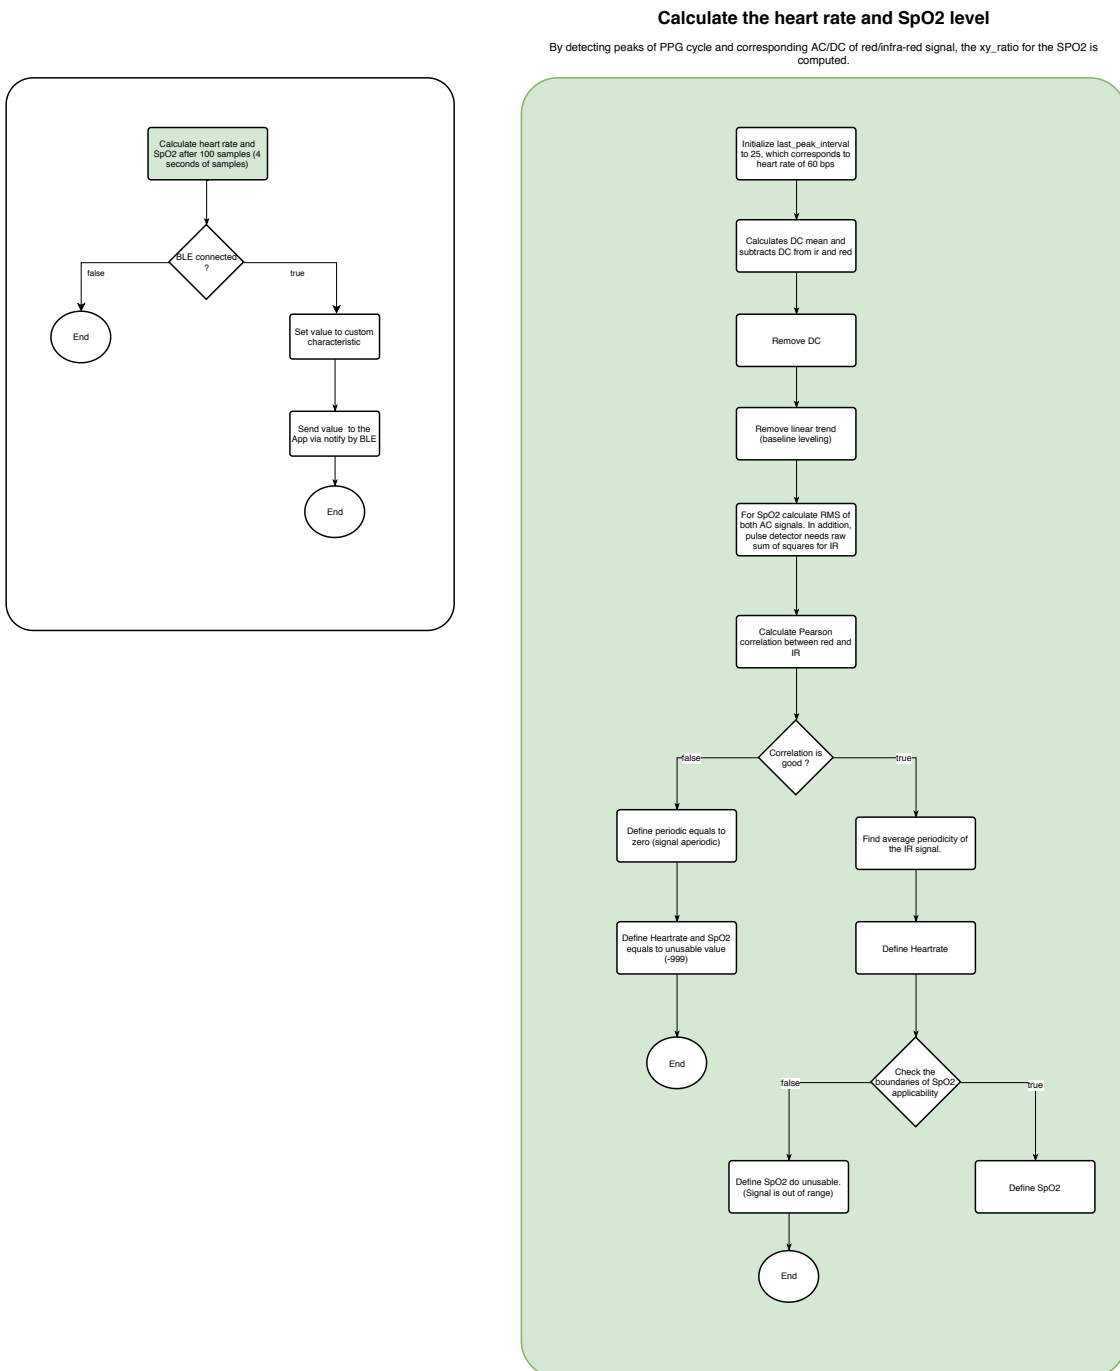 Calculate the heart rate and SpO2 level
By detecting peaks of PPG cycle and corresponding AC/DC of red/infra-red signal, the xy_ratio for the SPO2 is
computed.
Calculate heart rate and
SpO2 after 100 samples (4
seconds of samples)
BLE connected
?
false
true
End
Set value to custom
characteristic
Send value to the
App via notify by BLE
End
Initialize last_peak_interval
to 25, which corresponds to
heart rate of 60 bps
Calculates DC mean and
subtracts DC from ir and red
Remove DC
Remove linear trend
(baseline leveling)
For SpO2 calculate RMS of
both AC signals. In addition,
pulse detector needs raw
sum of squares for IR
Calculate Pearson
correlation between red and
IR
Correlation is
good ?
false
true
Define periodic equals to
zero (signal aperiodic)
Find average periodicity of
the IR signal.
Define Heartrate and SpO2
equals to unusable value
(-999)
Define Heartrate
End
Check the
boundaries of SpO2
applicability
false
true
Define SpO2 do unusable.
(Signal is out of range)
Define SpO2
End